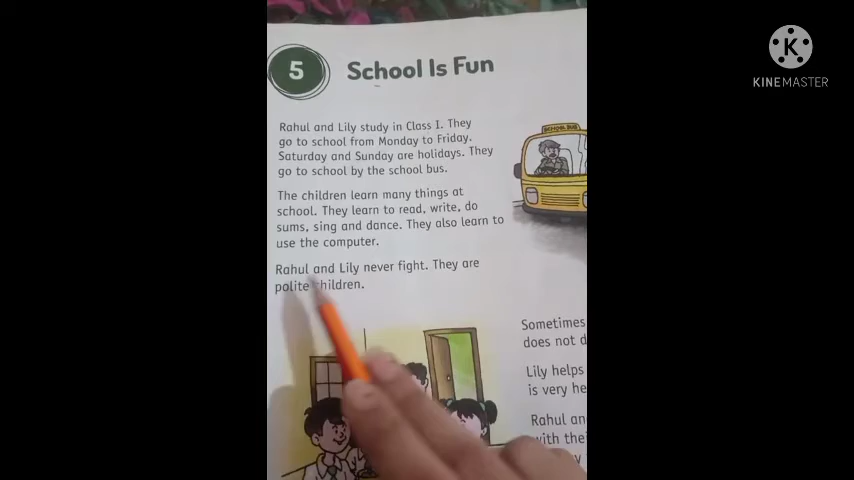 5
School Is Fun
Rahul and Lily study in Class I. They
go to school from Monday to Friday.
Saturday and Sunday are holidays. They
go to school by the school bus.
The children learn many things at
school. They learn to read, write, do
sums, sing and dance. They also learn to
use the computer.
Rahul and Lily never fight. They are
polite children.
SCHOOL BUS
Sometimes
does not d
Lily helps
is very he
Rahul an
with thei
K
KINEMASTER